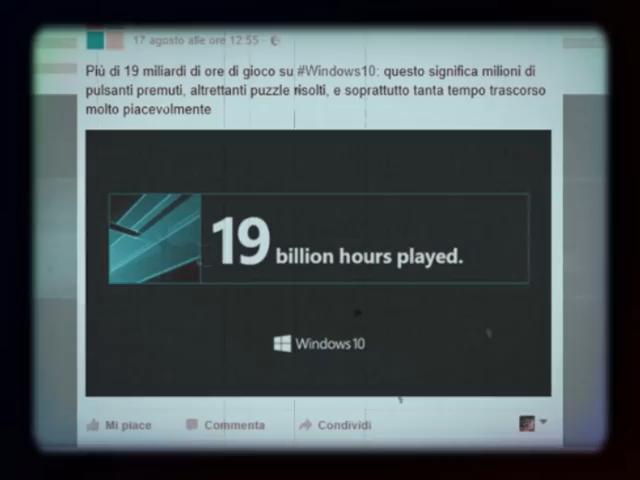 17 agosto alle ore 12:55 ·
Più di 19 miliardi di ore di gioco su #Windows10: questo significa milioni di
pulsanti premuti, altrettanti puzzle risolti, e soprattutto tanta tempo trascorso
molto piacevolmente
19 billion hours played.
Windows 10
Mi piace Commenta Condividi